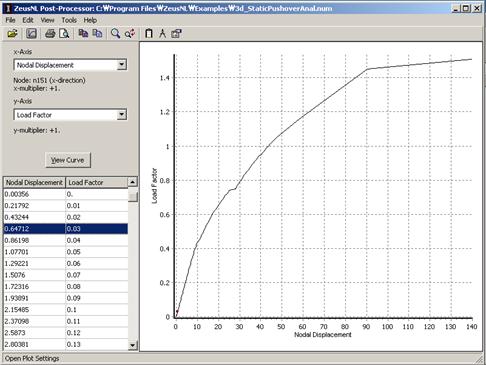 ZeusNL Post-Processor: C:₩Program Files₩ZeusNL₩Examples₩3d_StaticPushoverAnal.num
File Edit View Tools Help
x-Axis
Nodal Displacement
Node: n151 (x-direction)
x-multiplier: +1.
y-Axis
Load Factor
y-multiplier: +1.
View Curve
Nodal Displacement Load Factor
0.00356 0.
0.21792 0.01
0.43244 0.02
0.64712 0.03
0.86198 0.04
1.07701 0.05
1.29221 0.06
1.5076 0.07
1.72316 0.08
1.93891 0.09
2.15485 0.1
2.37098 0.11
2.5873 0.12
2.80381 0.13
Load Factor
1.4
1.2
1
0.8
0.6
0.4
0.2
0
0 10 20 30 40 50 60 70 80 90 100 110 120 130 140
Nodal Displacement
Open Plot Settings